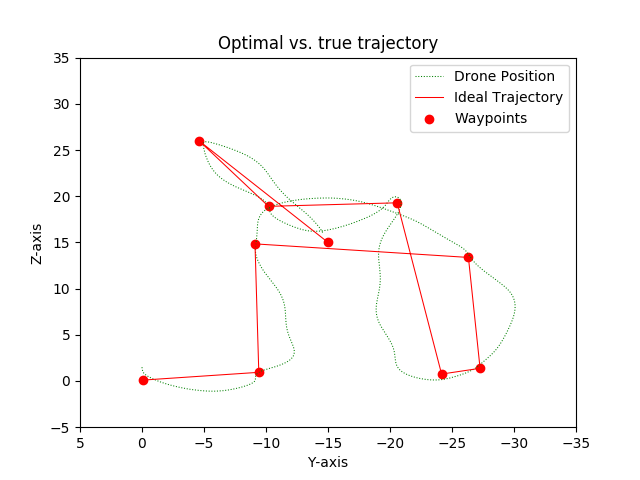 Optimal vs. true trajectory
Drone Position
Ideal Trajectory
Waypoints
35
30
25
20
15
10
5
0
−5
Z-axis
5 0 −5 −10 −15 −20 −25 −30 −35
Y-axis